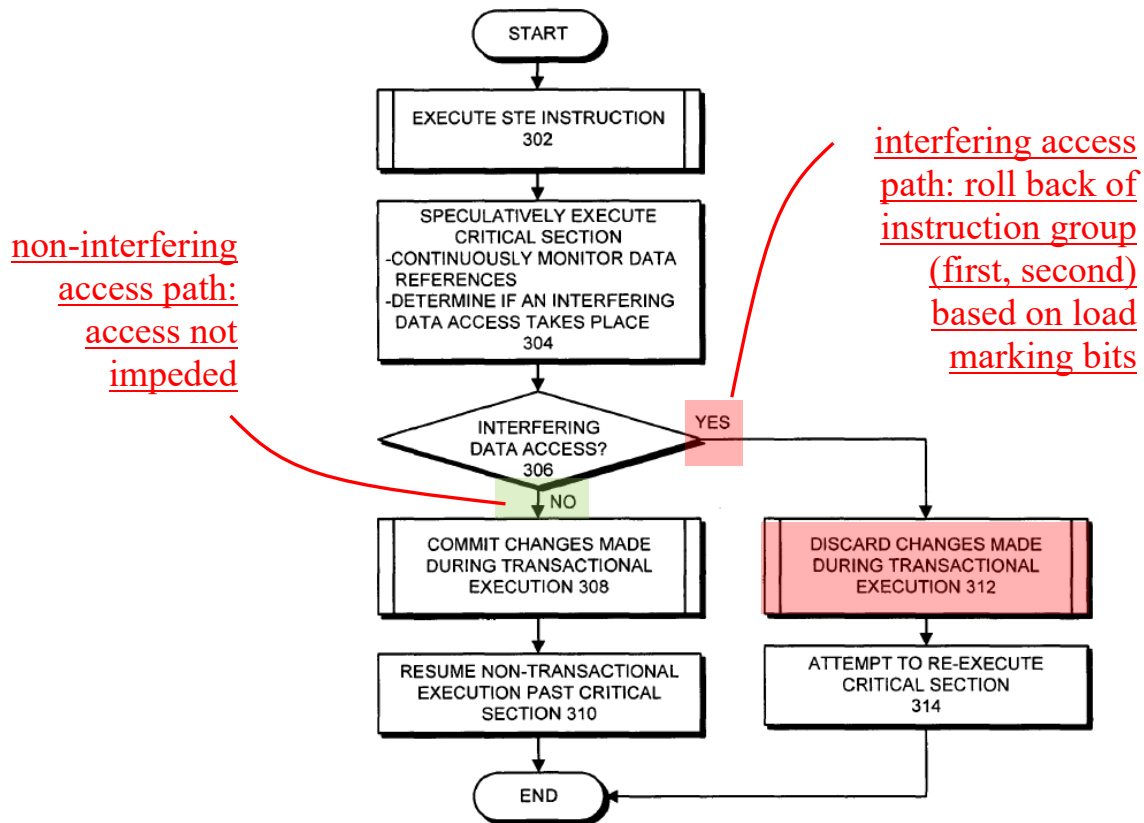 START
EXECUTE STE INSTRUCTION
302
SPECULATIVELY EXECUTE
CRITICAL SECTION
-CONTINUOUSLY MONITOR DATA
REFERENCES
-DETERMINE IF AN INTERFERING
DATA ACCESS TAKES PLACE
304
non-interfering
access path:
access not
impeded
interfering access
path: roll back of
instruction group
(first, second)
based on load
marking bits
INTERFERING
DATA ACCESS?
306
YES
NO
COMMIT CHANGES MADE
DURING TRANSACTIONAL
EXECUTION 308
DISCARD CHANGES MADE
DURING TRANSACTIONAL
EXECUTION 312
RESUME NON-TRANSACTIONAL
EXECUTION PAST CRITICAL
SECTION 310
ATTEMPT TO RE-EXECUTE
CRITICAL SECTION
314
END